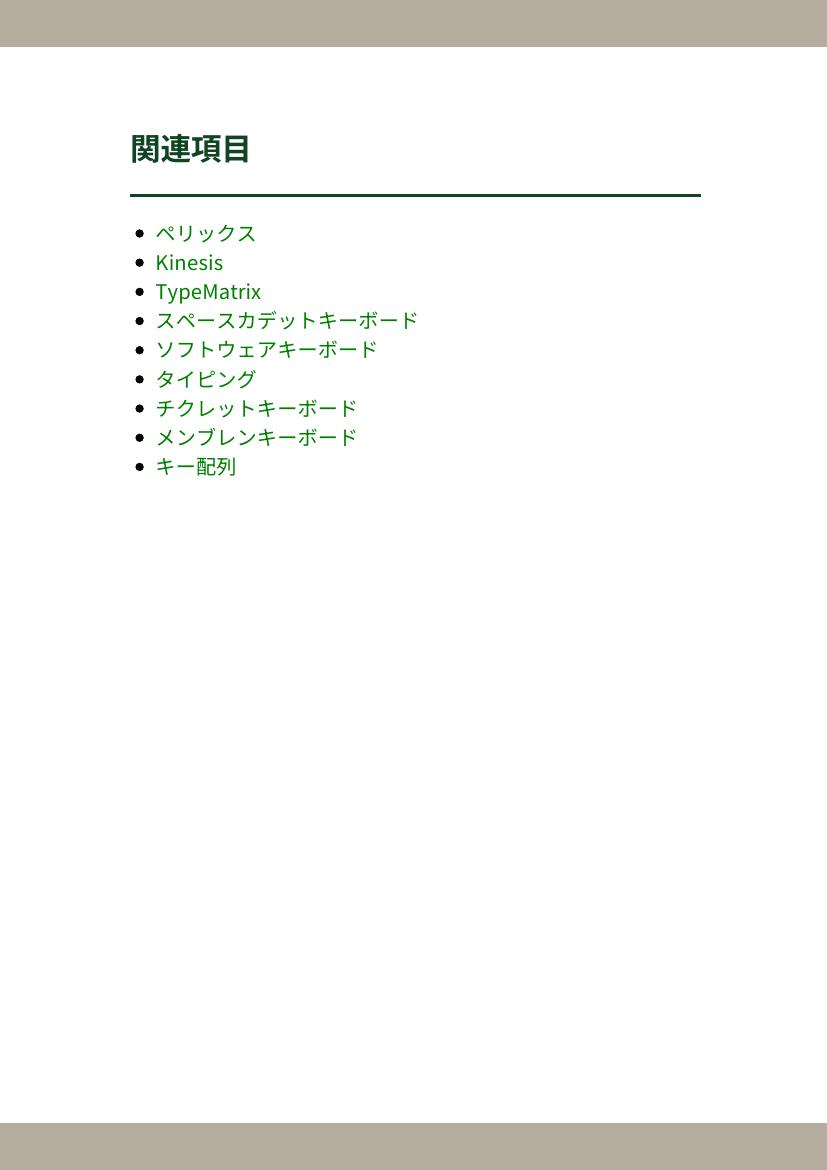 関連項目
ペリックス
Kinesis
TypeMatrix
スペースカデットキーボード
ソフトウェアキーボード
タイピング
チクレットキーボード
メンブレンキーボード
キー配列